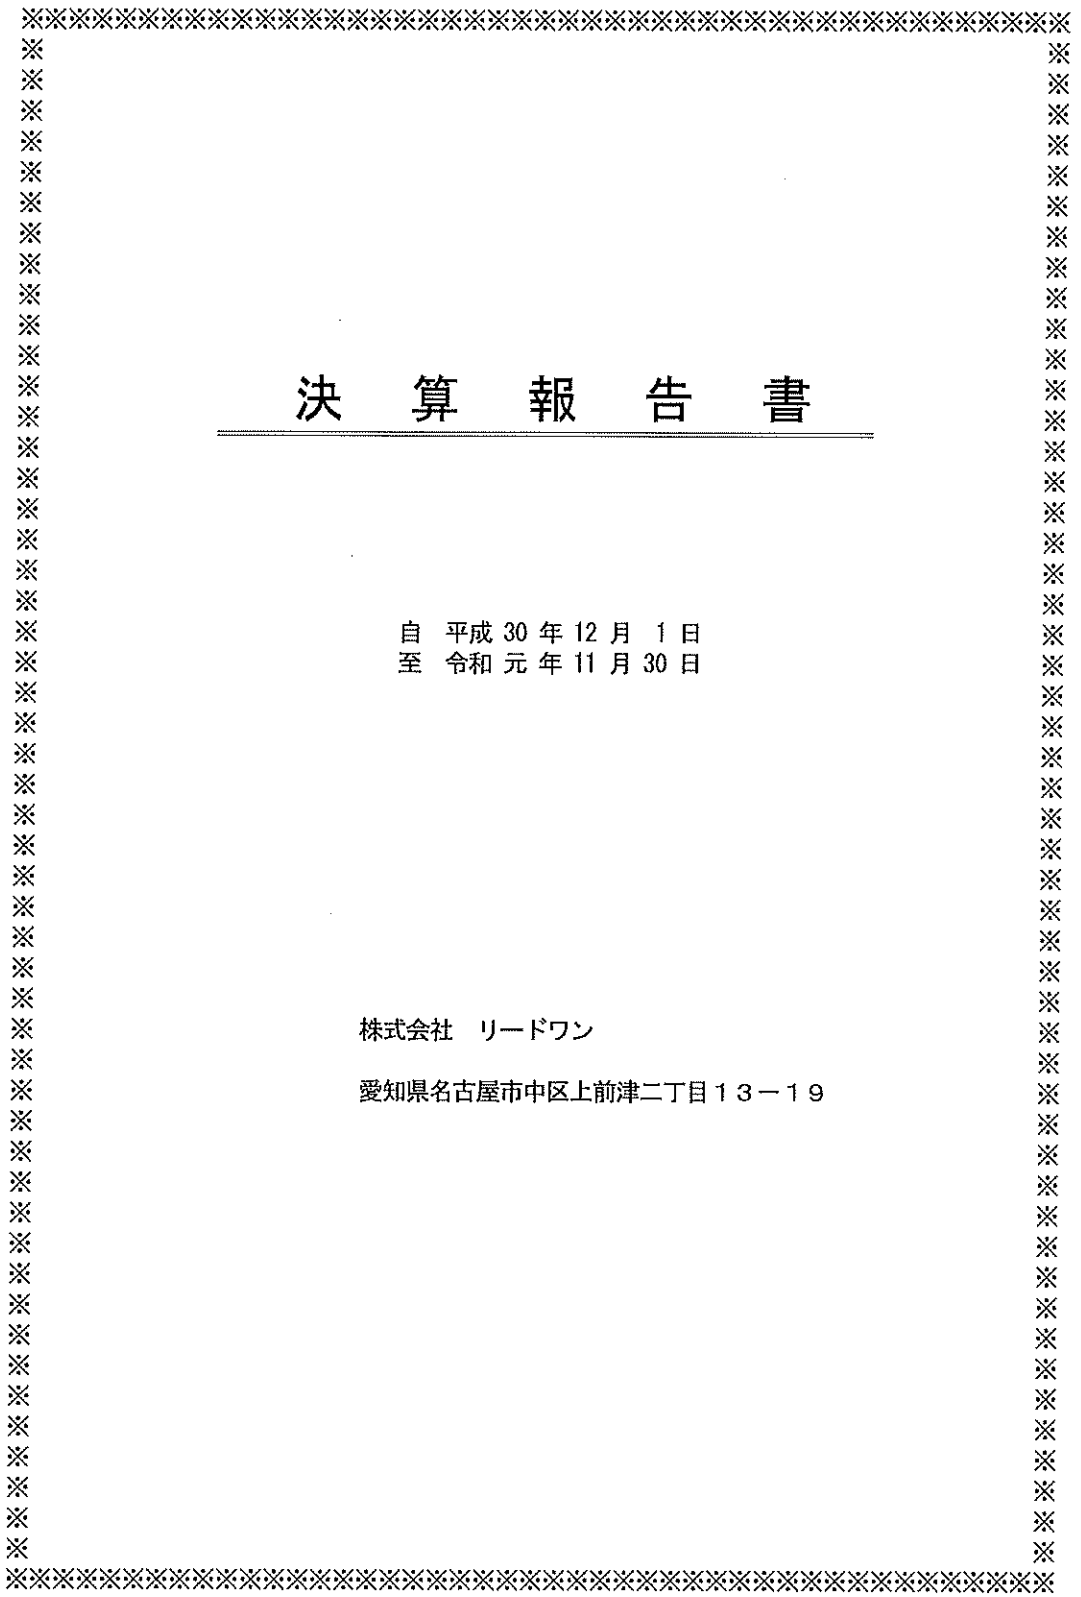 決算報告書
自 平成 30 年 12 月 1 日
至 令和 元 年 11 月 30 日
株式会社 リードワン
愛知県名古屋市中区上前津二丁目１３－１９